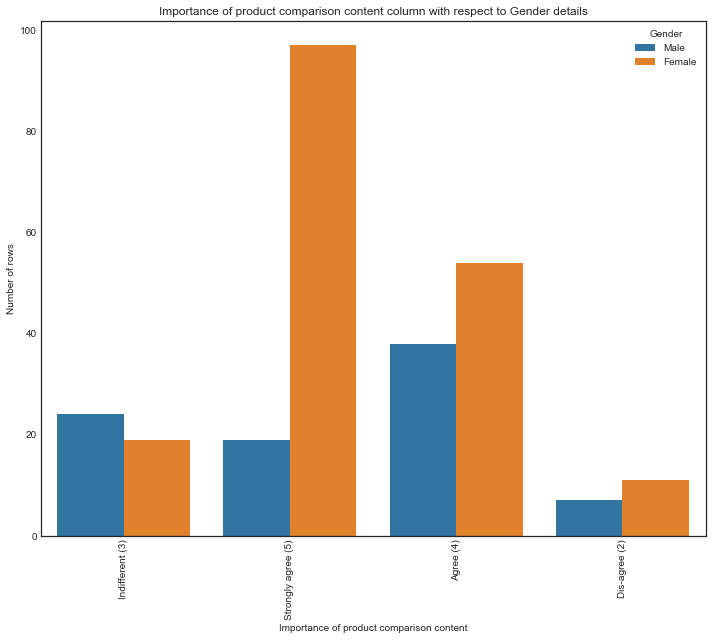 Importance of product comparison content column with respect to Gender details
Gender
Male
Female
100
80
60
40
20
0
Number of rows
Indifferent (3)
Strongly agree (5)
Agree (4)
Dis-agree (2)
Importance of product comparison content